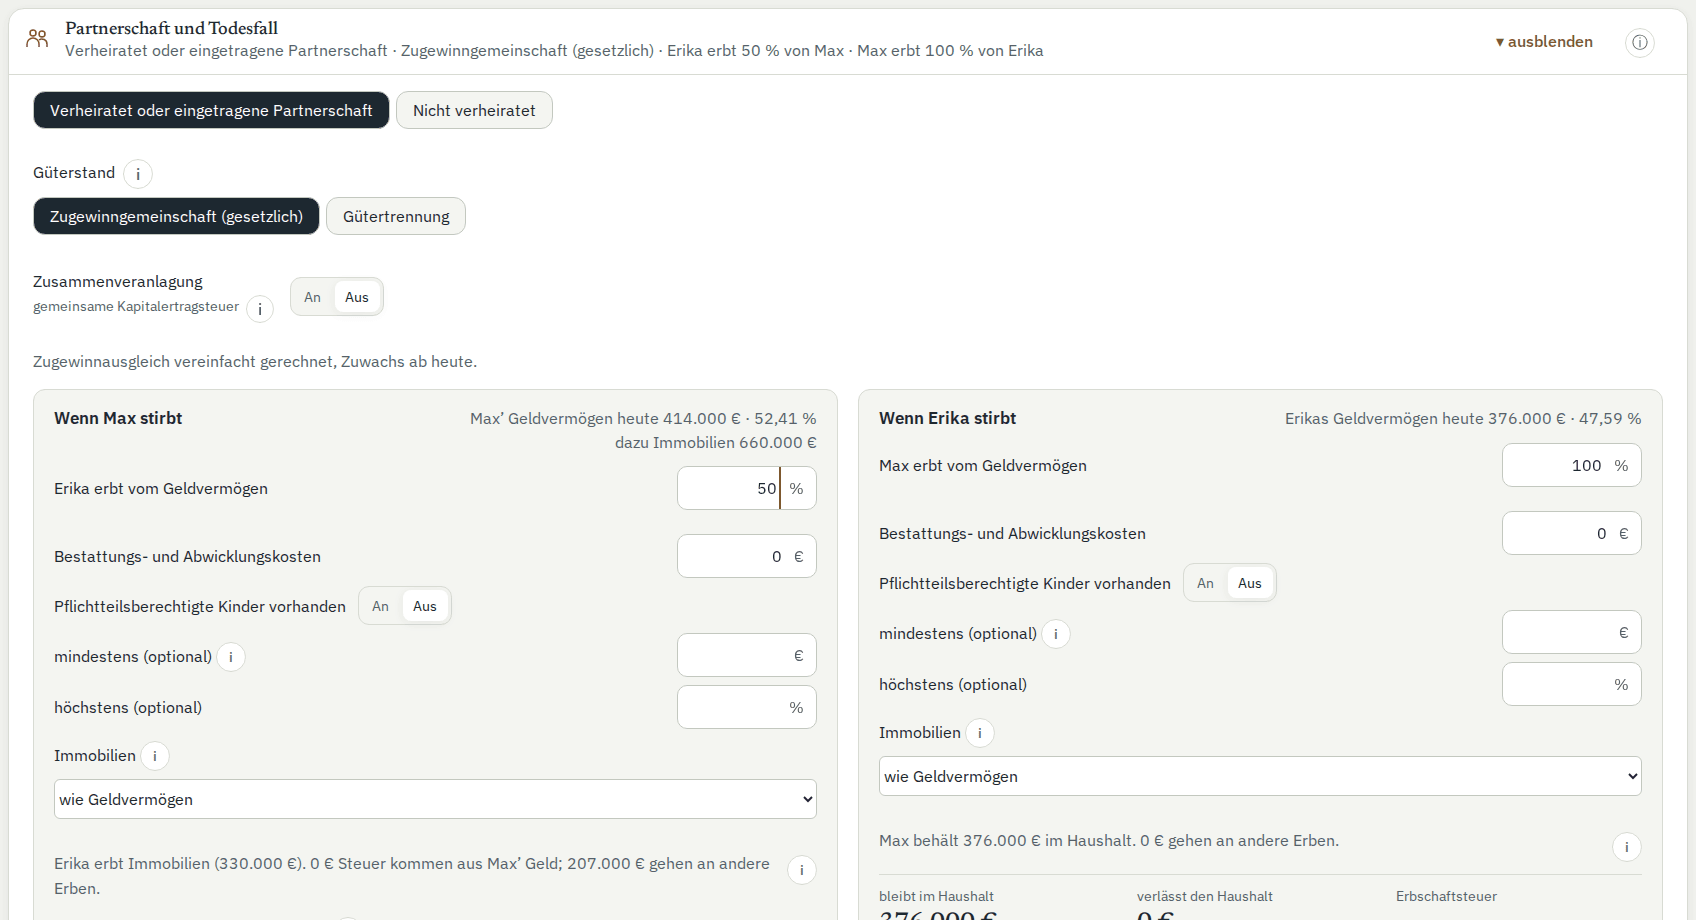 Partnerschaft und Todesfall
Verheiratet oder eingetragene Partnerschaft · Zugewinngemeinschaft (gesetzlich) · Erika erbt 50 % von Max · Max erbt 100 % von Erika
▾ ausblenden
Verheiratet oder eingetragene Partnerschaft
Nicht verheiratet
Güterstand i
Zugewinngemeinschaft (gesetzlich)
Gütertrennung
Zusammenveranlagung
gemeinsame Kapitalertragsteuer i
An Aus
Zugewinnausgleich vereinfacht gerechnet, Zuwachs ab heute.
Wenn Max stirbt
Max’ Geldvermögen heute 414.000 € · 52,41 %
dazu Immobilien 660.000 €
Erika erbt vom Geldvermögen
50 %
Bestattungs- und Abwicklungskosten
0 €
Pflichtteilsberechtigte Kinder vorhanden An Aus
mindestens (optional) i
€
höchstens (optional)
%
Immobilien i
wie Geldvermögen
Erika erbt Immobilien (330.000 €). 0 € Steuer kommen aus Max’ Geld; 207.000 € gehen an andere
Erben.
i
Wenn Erika stirbt
Erikas Geldvermögen heute 376.000 € · 47,59 %
Max erbt vom Geldvermögen
100 %
Bestattungs- und Abwicklungskosten
0 €
Pflichtteilsberechtigte Kinder vorhanden An Aus
mindestens (optional) i
€
höchstens (optional)
%
Immobilien i
wie Geldvermögen
Max behält 376.000 € im Haushalt. 0 € gehen an andere Erben.
i
bleibt im Haushalt
376.000 €
verlässt den Haushalt
0 €
Erbschaftsteuer